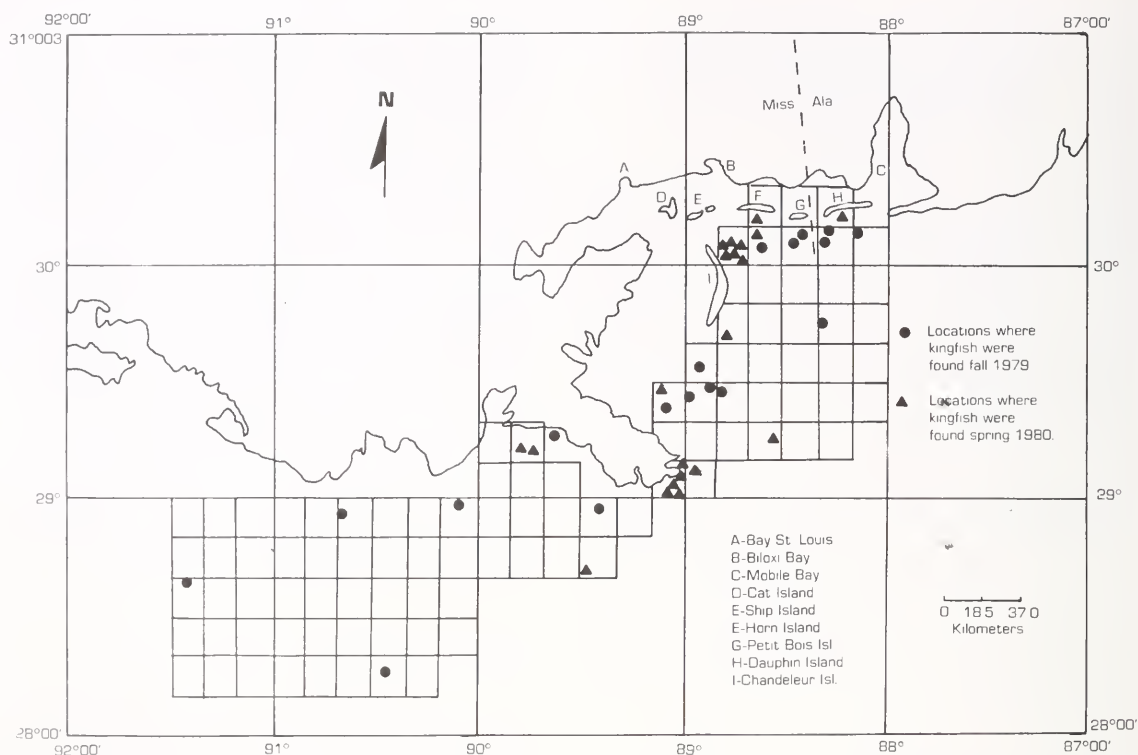 92°00' 91° 90° 89° 88° 87°00'
31°003
N
Miss Ala
A
B
C
D
E
F
G
H
30° 30°
I
Locations where
kingfish were
found fall 1979
Locations where
kingfish were
found spring 1980.
29° 29°
A-Bay St. Louis
B-Biloxi Bay
C-Mobile Bay
D-Cat Island
E-Ship Island
E-Horn Island
G-Petit Bois Isl
H-Dauphin Island
I-Chandeleur Isl.
0 185 370
Kilometers
28°00'
92°00' 91° 90° 89° 88° 87°00'